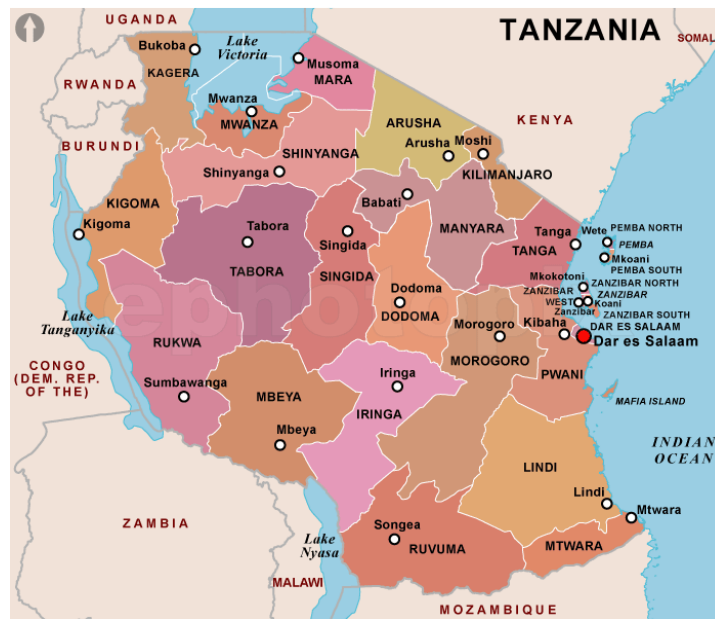 UGANDA
TANZANIA
SOMAL
Bukoba
Lake
Victoria
KAGERA
Musoma
MARA
RWANDA
Mwanza
MWANZA
ARUSHA
KENYA
BURUNDI
SHINYANGA
Arusha
Moshi
Shinyanga
KILIMANJARO
KIGOMA
Babati
Kigoma
Tabora
MANYARA
Tanga
Wete
PEMBA NORTH
Singida
TANGA
PEMBA
Mkoani
TABORA
SINGIDA
PEMBA SOUTH
Mkokotoni
ZANZIBAR NORTH
Dodoma
ZANZIBAR
WEST
ZANZIBAR
Koani
Zanzibar
ZANZIBAR SOUTH
DODOMA
Lake
Tanganyika
Morogoro
Kibaha
DAR ES SALAAM
Dar es Salaam
RUKWA
MOROGORO
CONGO
(DEM. REP.
OF THE)
Iringa
PWANI
Sumbawanga
MBEYA
MAFIA ISLAND
IRINGA
Mbeya
INDIAN
OCEAN
LINDI
Lindi
Mtwara
ZAMBIA
Songea
Lake
Nyasa
RUVUMA
MTWARA
MALAWI
MOZAMBIQUE